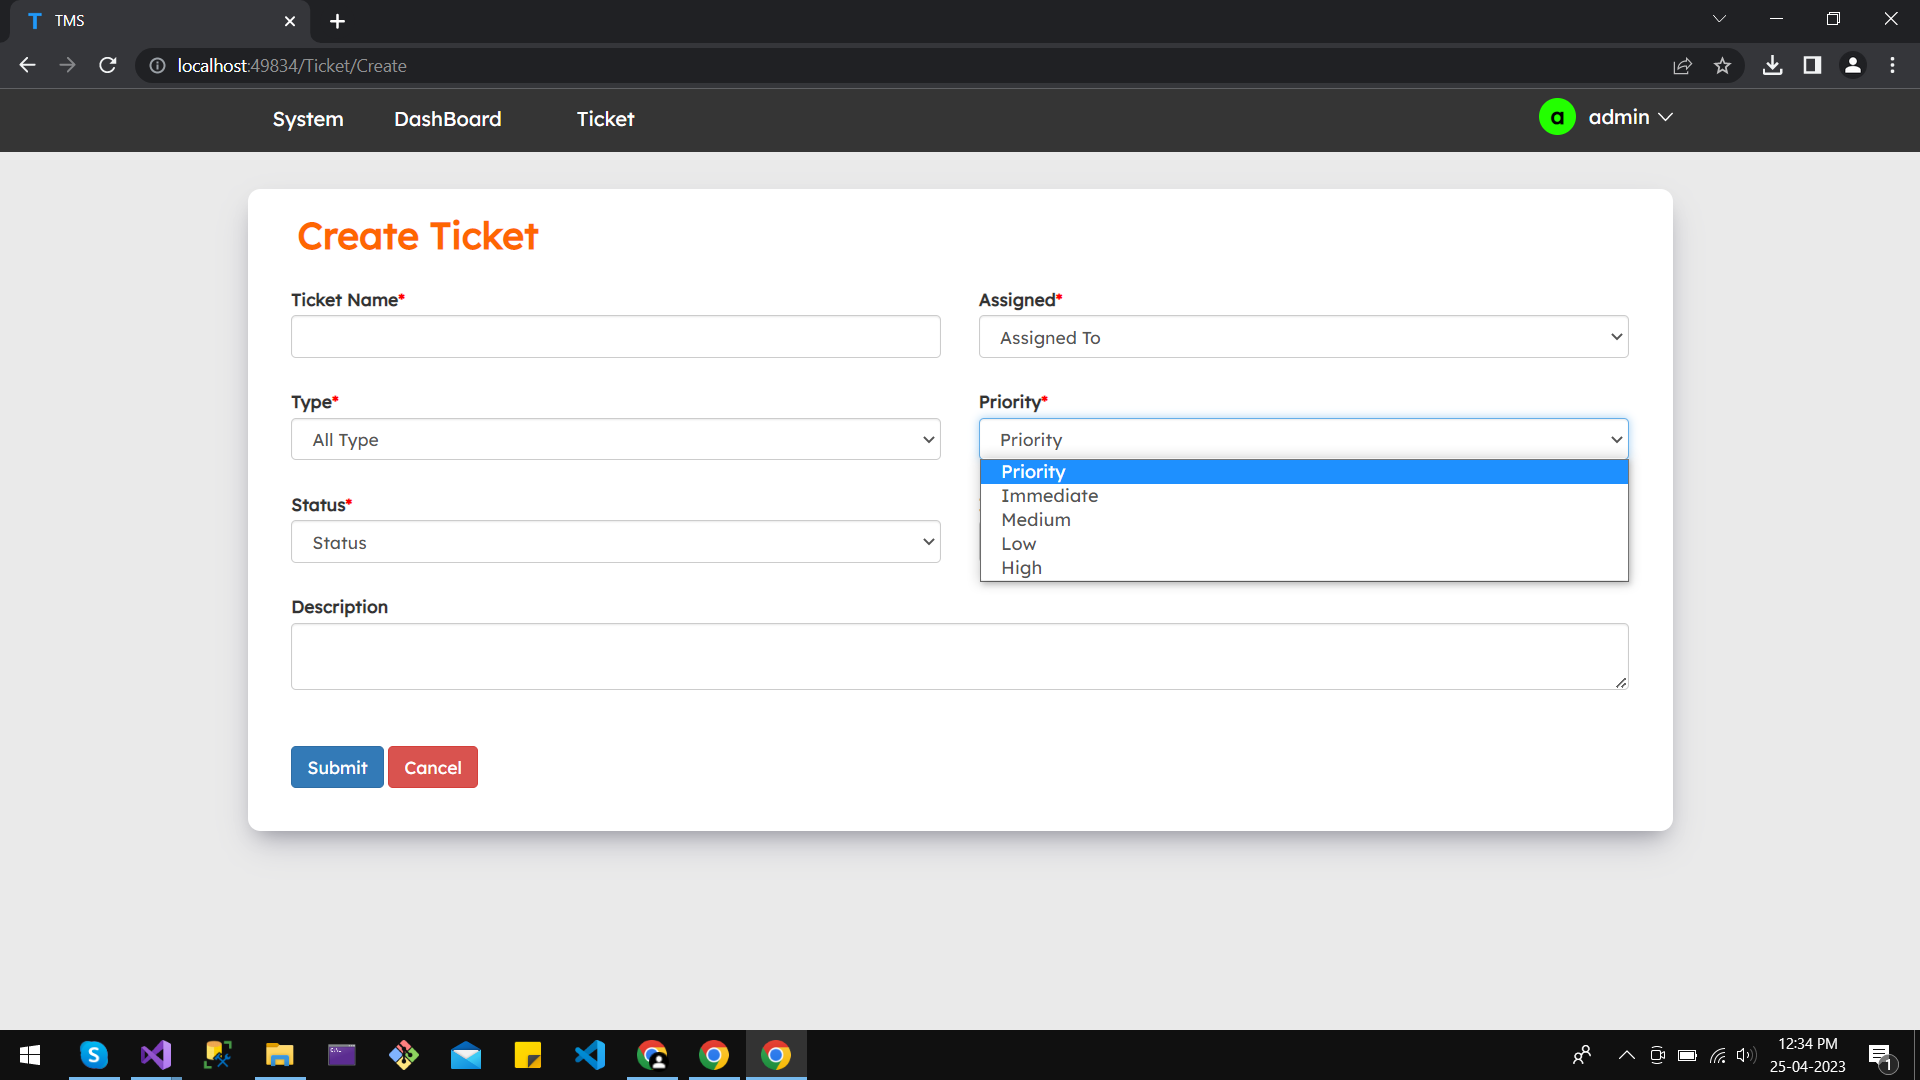 TMS
localhost:49834/Ticket/Create
System DashBoard Ticket
a admin
Create Ticket
Ticket Name*
Assigned*
Assigned To
Type*
All Type
Priority*
Priority
Priority
Immediate
Medium
Low
High
Status*
Status
Description
Submit Cancel
12:34 PM
25-04-2023
1